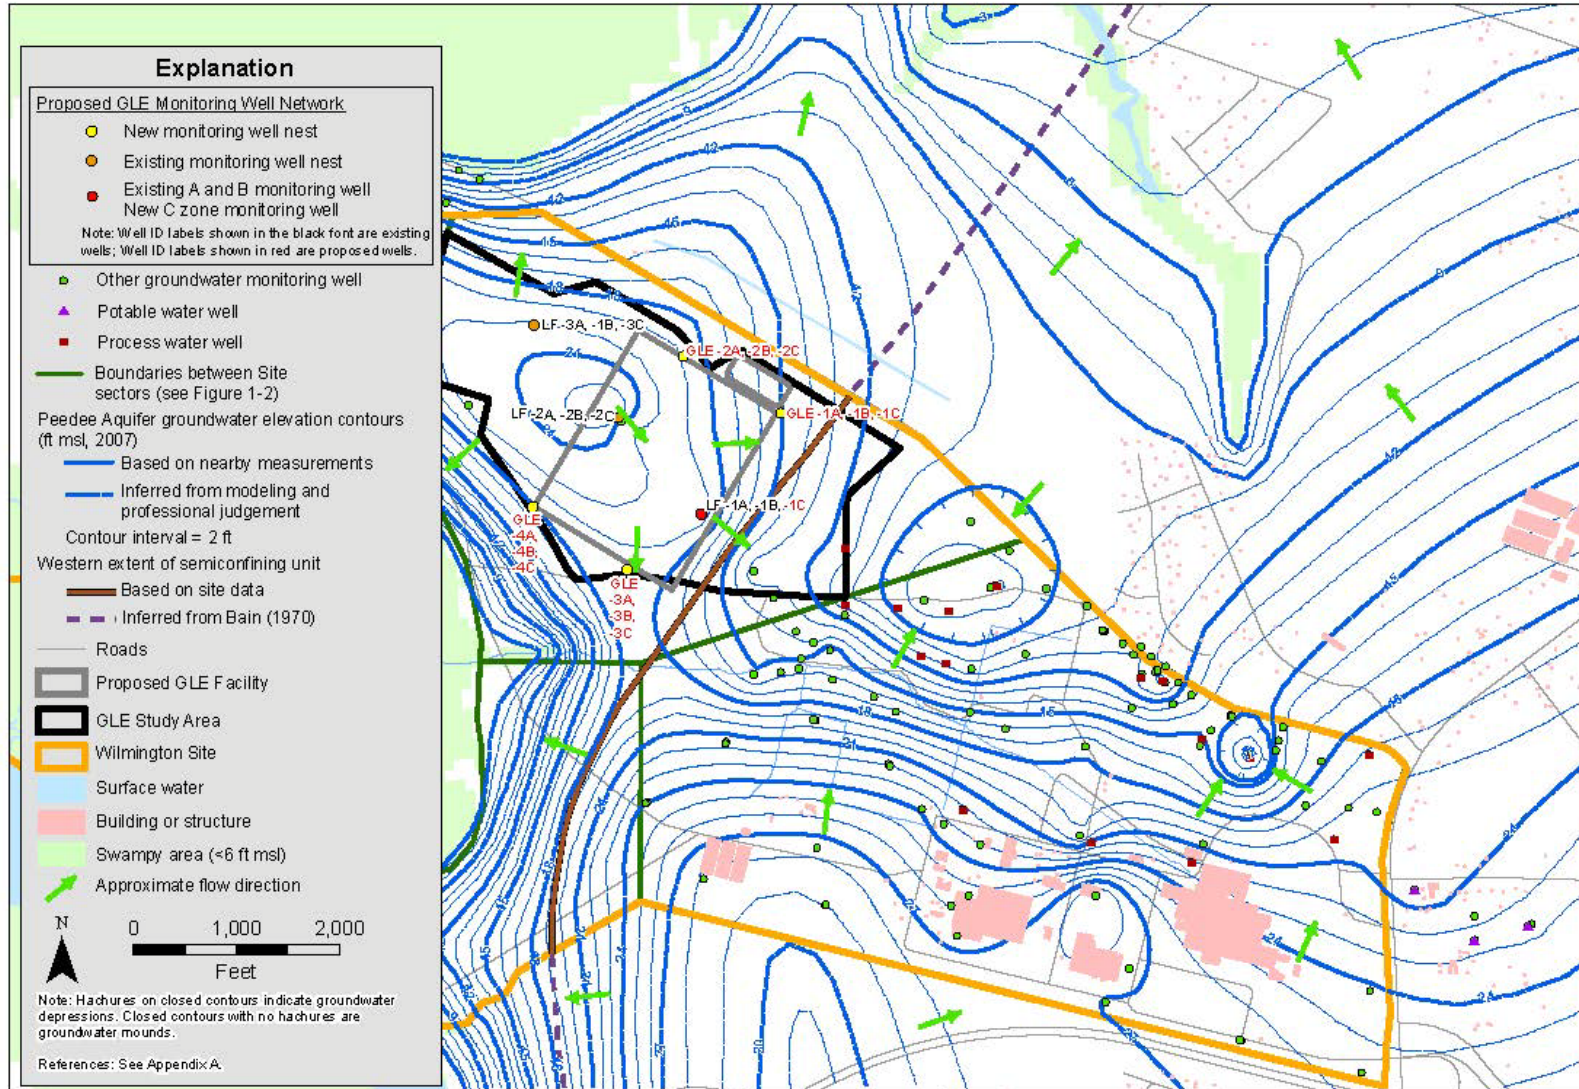 Explanation
Proposed GLE Monitoring Well Network
New monitoring well nest
Existing monitoring well nest
Existing A and B monitoring well
New C zone monitoring well
Note: Well ID labels shown in the black font are existing
wells; Well ID labels shown in red are proposed wells.
Other groundwater monitoring well
Potable water well
Process water well
Boundaries between Site
sectors (see Figure 1-2)
Peedee Aquifer groundwater elevation contours
(ft msl, 2007)
Based on nearby measurements
Inferred from modeling and
professional judgement
Contour interval = 2 ft
Western extent of semiconfining unit
Based on site data
Inferred from Bain (1970)
Roads
Proposed GLE Facility
GLE Study Area
Wilmington Site
Surface water
Building or structure
Swampy area (<6 ft msl)
Approximate flow direction
N
0 1,000 2,000
Feet
Note: Hachures on closed contours indicate groundwater
depressions. Closed contours with no hachures are
groundwater mounds.
References: See Appendix A.
LF-3A, -1B, -3C
GLE -2A, -2B, -2C
LF-2A, -2B, -2C
GLE -1A, -1B, -1C
LF-1A, -1B, -1C
GLE
-4A,
-4B,
-4C
GLE
-3A,
-3B,
-3C
12
15
18
21
24
12
9
18
15
21
24
24